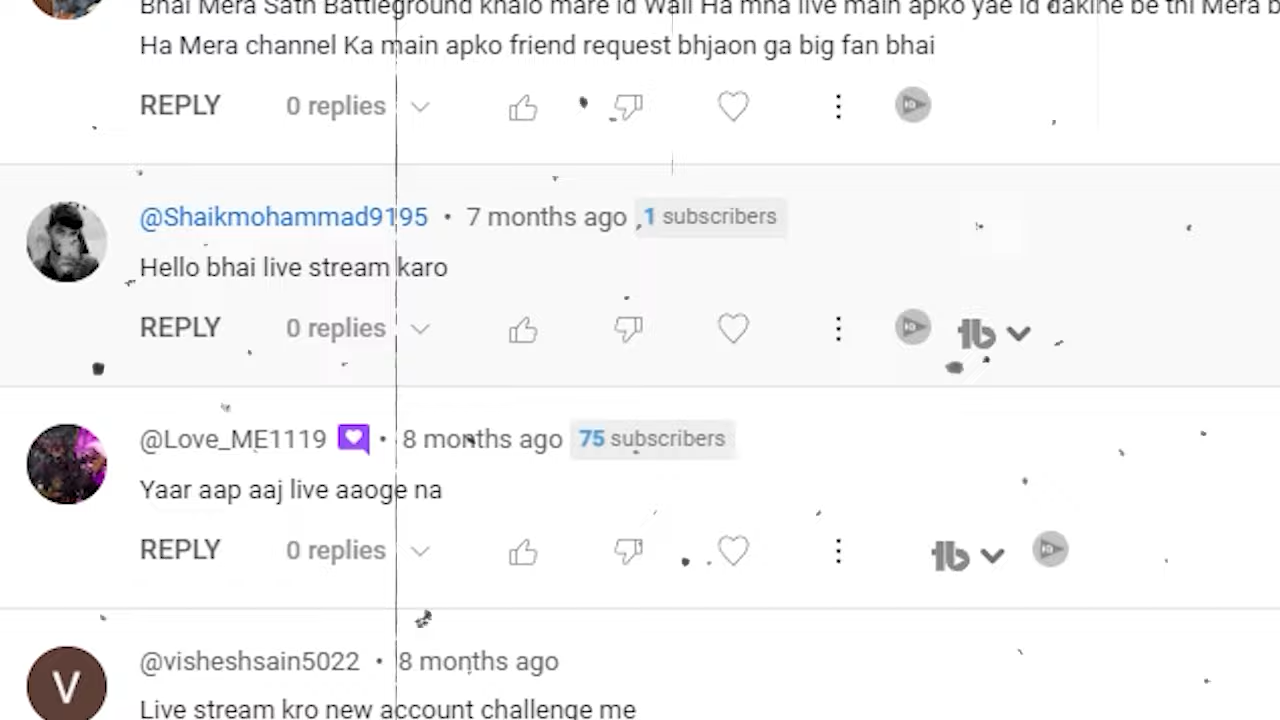 Bhai Mera Sath Battleground khalo mare id Wali Ha mna live main apko yae id dakhe be thi Mera b
Ha Mera channel Ka main apko friend request bhjaon ga big fan bhai
REPLY 0 replies
@Shaikmohammad9195 • 7 months ago 1 subscribers
Hello bhai live stream karo
REPLY 0 replies
@Love_ME1119 • 8 months ago 75 subscribers
Yaar aap aaj live aaoge na
REPLY 0 replies
V @visheshsain5022 • 8 months ago
Live stream kro new account challenge me